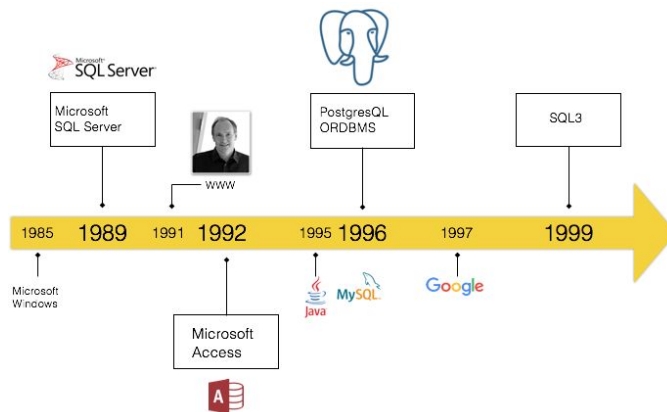 Microsoft
SQL Server
Microsoft
SQL Server
PostgresQL
ORDBMS
SQL3
WWW
1985 1989 1991 1992 1995 1996 1997 1999
Microsoft
Windows
Java
MySQL
Google
Microsoft
Access
A